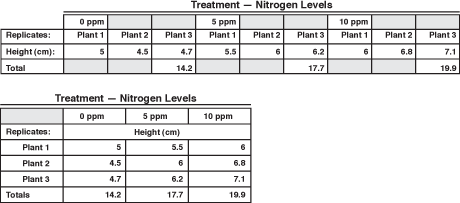 Treatment — Nitrogen Levels
0 ppm 5 ppm 10 ppm
Replicates: Plant 1 Plant 2 Plant 3 Plant 1 Plant 2 Plant 3 Plant 1 Plant 2 Plant 3
Height (cm): 5 4.5 4.7 5.5 6 6.2 6 6.8 7.1
Total 14.2 17.7 19.9
Treatment — Nitrogen Levels
0 ppm 5 ppm 10 ppm
Replicates: Height (cm)
Plant 1 5 5.5 6
Plant 2 4.5 6 6.8
Plant 3 4.7 6.2 7.1
Totals 14.2 17.7 19.9